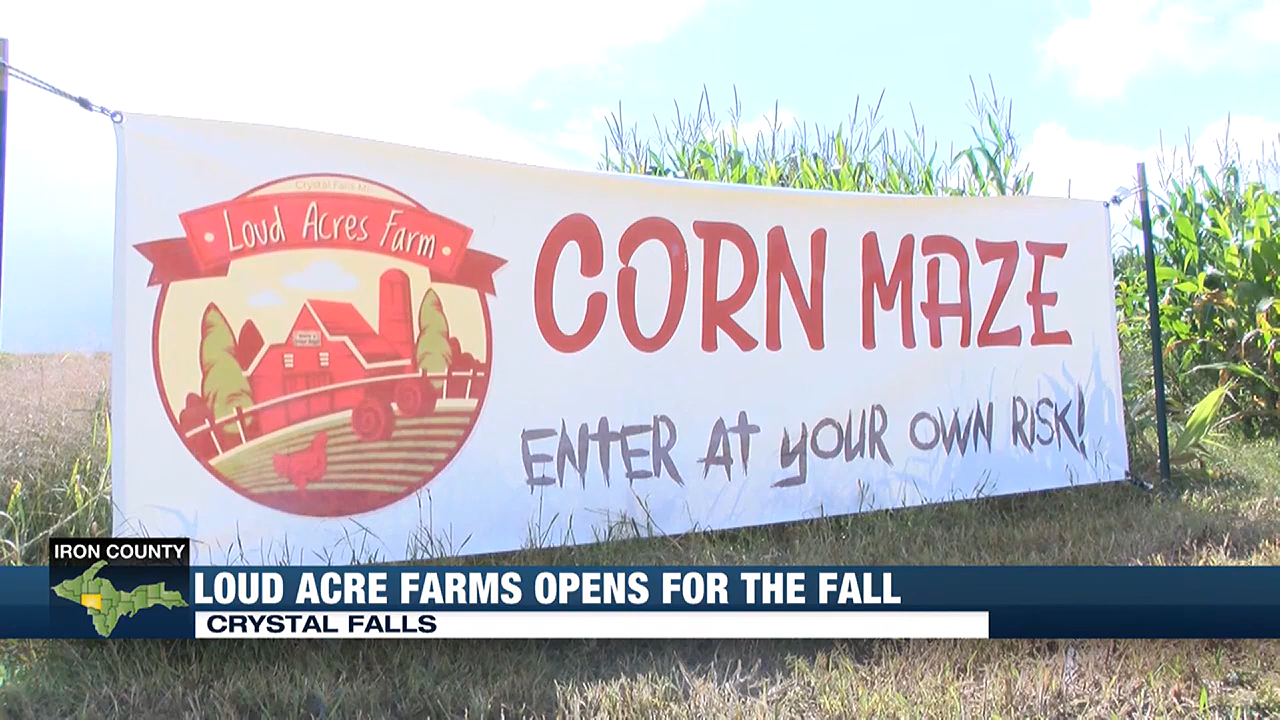 Crystal Falls MI
Loud Acres Farm
CORN MAZE
ENTER AT YOUR OWN RISK!
IRON COUNTY
LOUD ACRE FARMS OPENS FOR THE FALL
CRYSTAL FALLS